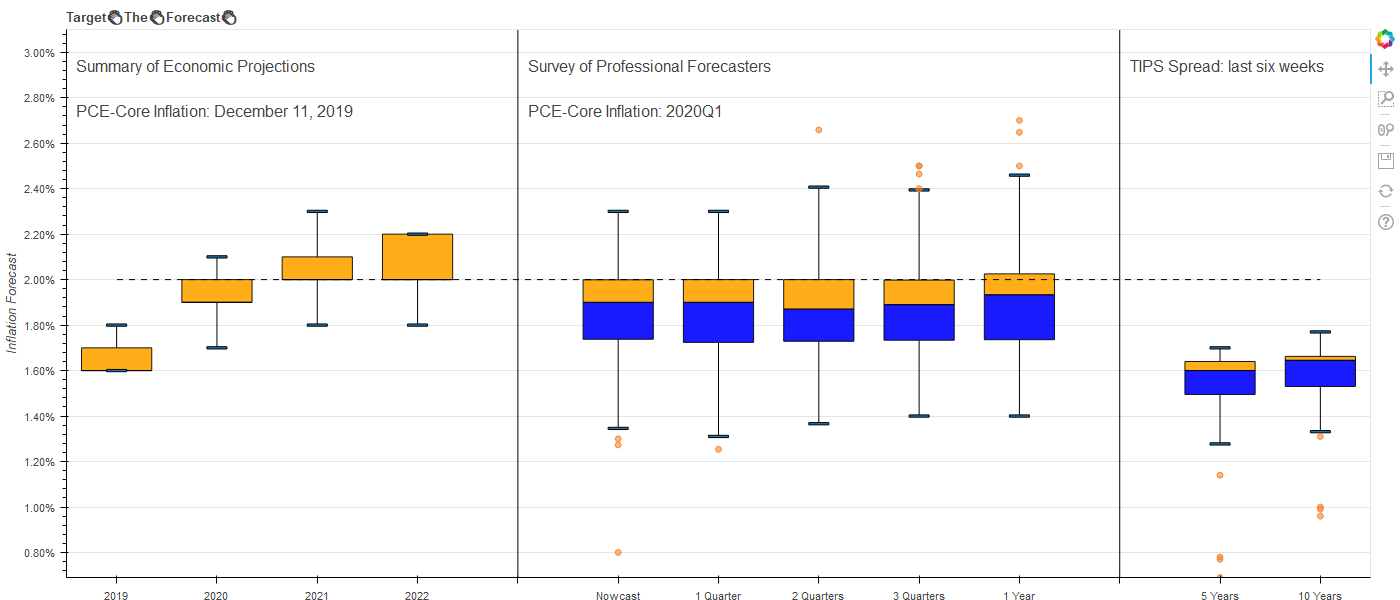 Target👏The👏Forecast👏
Summary of Economic Projections
PCE-Core Inflation: December 11, 2019
Survey of Professional Forecasters
PCE-Core Inflation: 2020Q1
TIPS Spread: last six weeks
Inflation Forecast
3.00%
2.80%
2.60%
2.40%
2.20%
2.00%
1.80%
1.60%
1.40%
1.20%
1.00%
0.80%
2019 2020 2021 2022 Nowcast 1 Quarter 2 Quarters 3 Quarters 1 Year 5 Years 10 Years